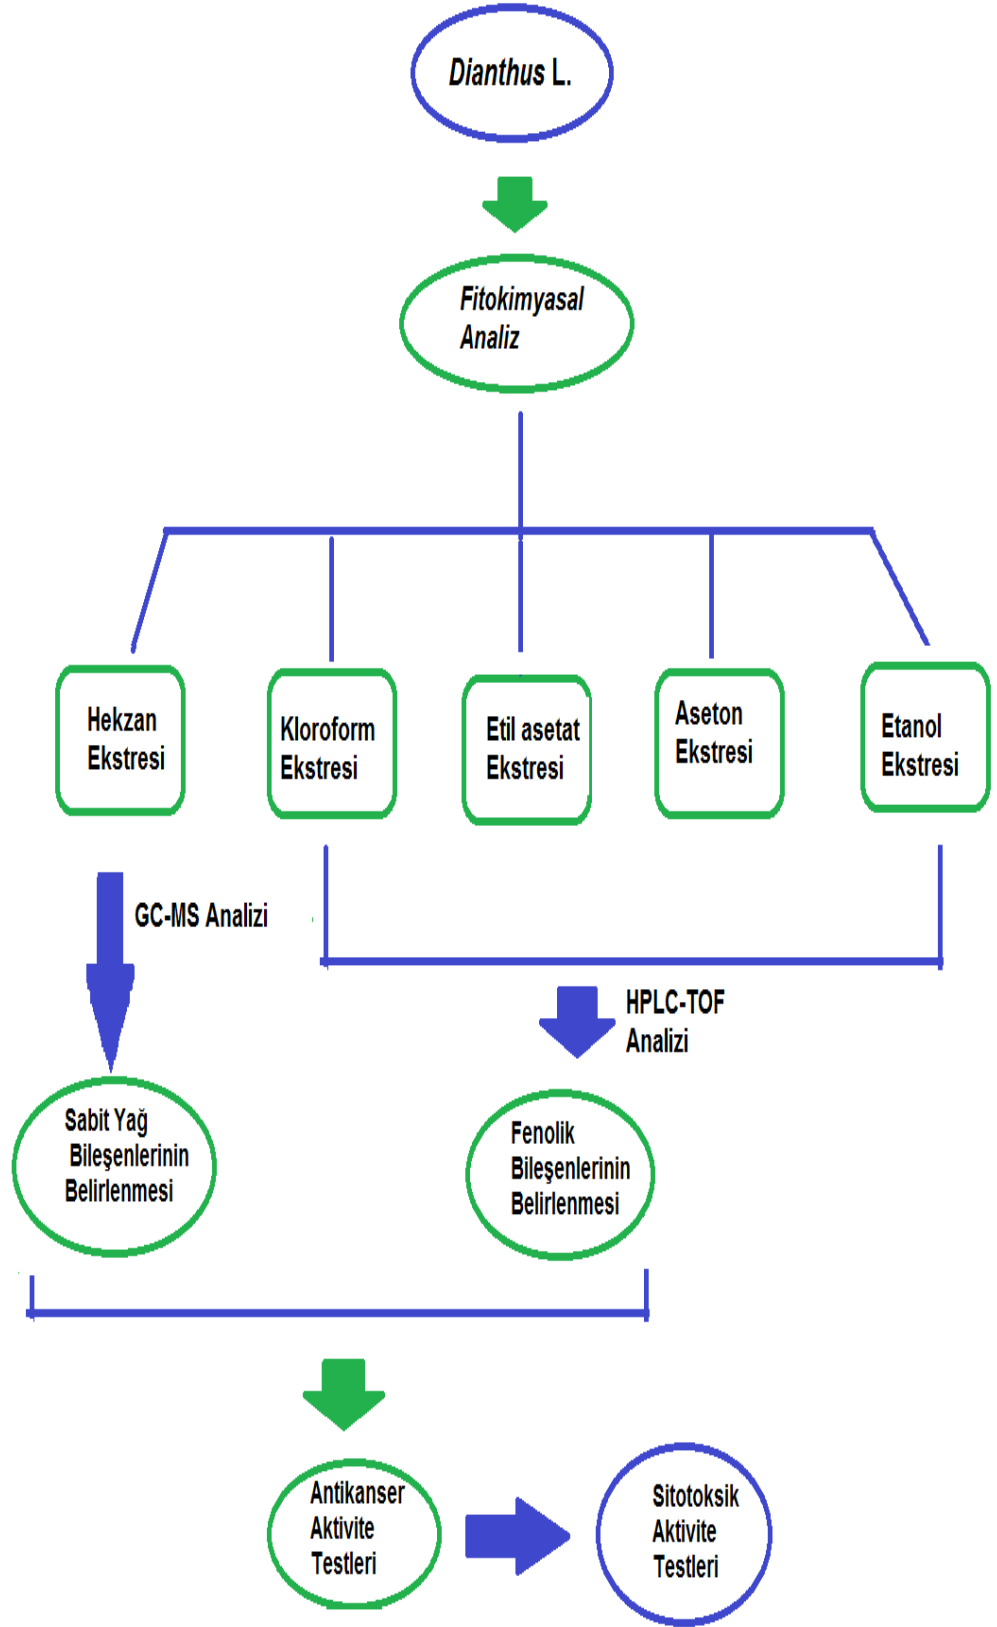 Dianthus L.
Fitokimyasal
Analiz
Hekzan
Ekstresi
Kloroform
Ekstresi
Etil asetat
Ekstresi
Aseton
Ekstresi
Etanol
Ekstresi
GC-MS Analizi
HPLC-TOF
Analizi
Sabit Yağ
Bileşenlerinin
Belirlenmesi
Fenolik
Bileşenlerinin
Belirlenmesi
Antikanser
Aktivite
Testleri
Sitotoksik
Aktivite
Testleri